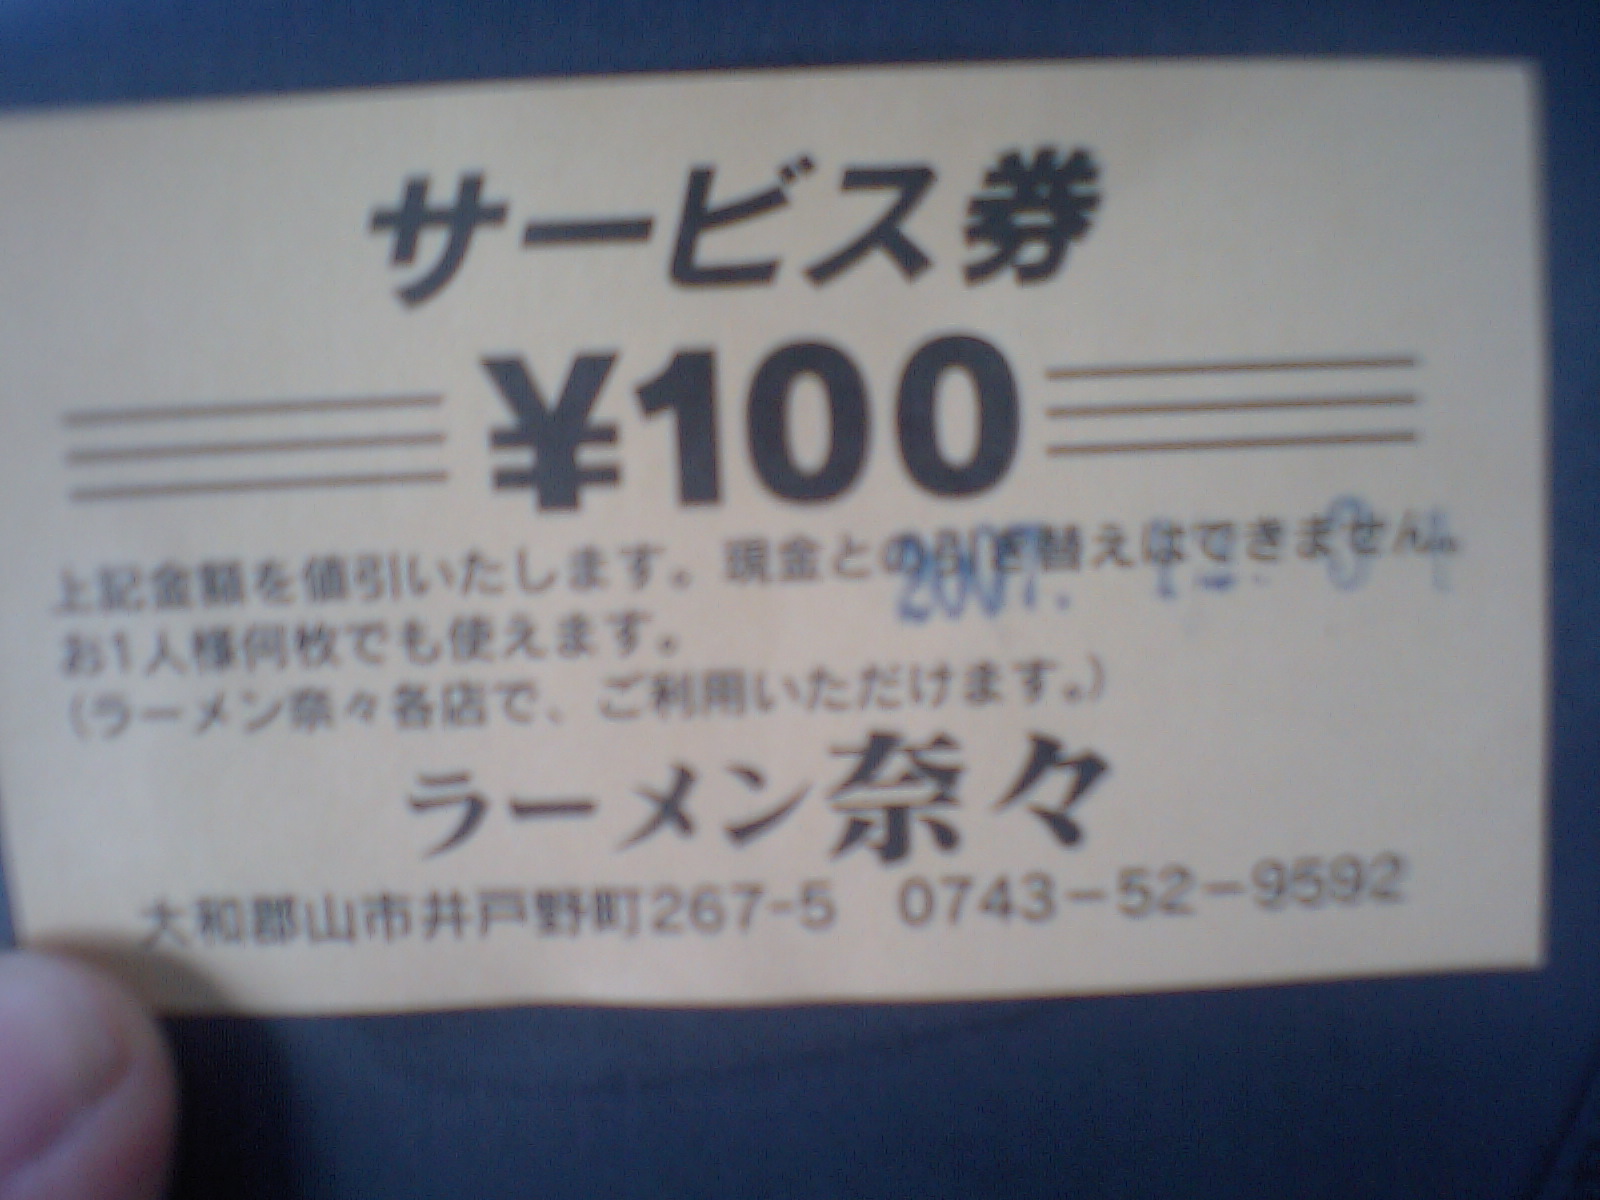 サービス券
¥100
上記金額を値引いたします。現金との引き替えはできません。
2007.
お1人様何枚でも使えます。
(ラーメン奈々各店で、ご利用いただけます。)
ラーメン奈々
大和郡山市井戸野町267-5 0743-52-9592